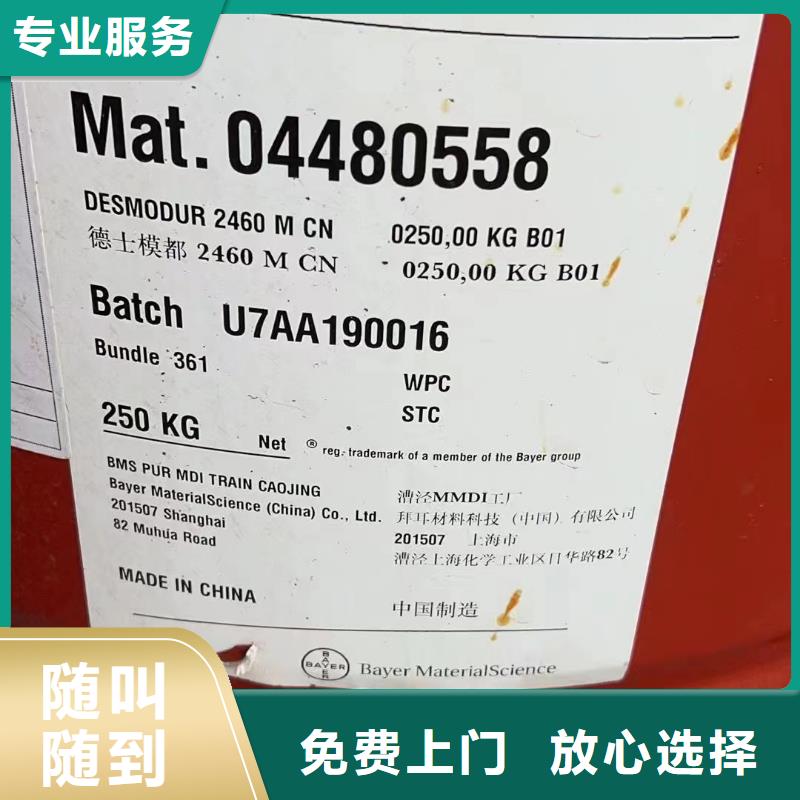 专业服务
Mat. 04480558
DESMODUR 2460 M CN 0250,00 KG B01
德士模都 2460 M CN 0250,00 KG B01
Batch U7AA190016
Bundle 361
WPC
250 KG Net
STC
® reg. trademark of a member of the Bayer group
BMS PUR MDI TRAIN CAOJING
Bayer MaterialScience (China) Co., Ltd.
201507 Shanghai
82 Muhua Road
漕泾MMDI工厂
拜耳材料科技（中国）有限公司
201507 上海市
漕泾上海化学工业区目华路82号
MADE IN CHINA
中国制造
BAYER
BAYER
Bayer MaterialScience
随叫
随到
免费上门 放心选择